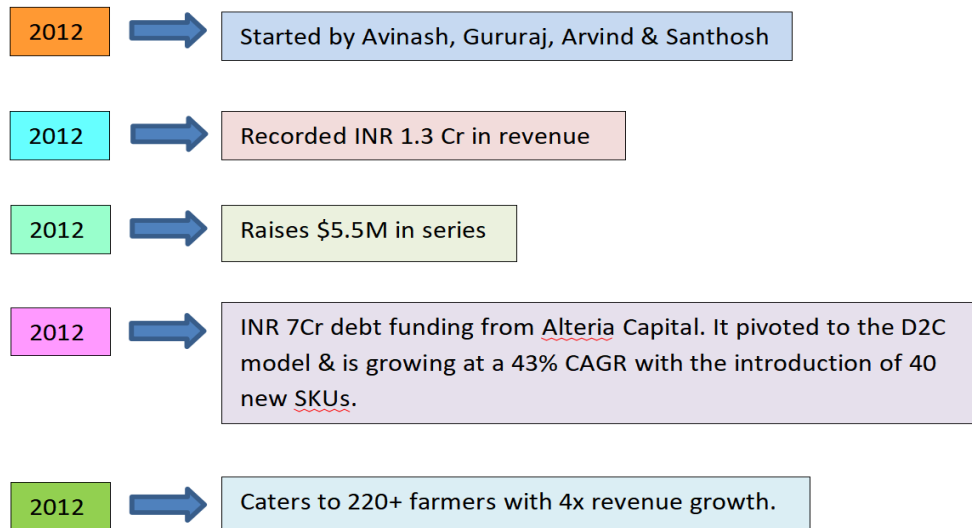 2012
Started by Avinash, Gururaj, Arvind & Santhosh
2012
Recorded INR 1.3 Cr in revenue
2012
Raises $5.5M in series
2012
INR 7Cr debt funding from Alteria Capital. It pivoted to the D2C
model & is growing at a 43% CAGR with the introduction of 40
new SKUs.
2012
Caters to 220+ farmers with 4x revenue growth.